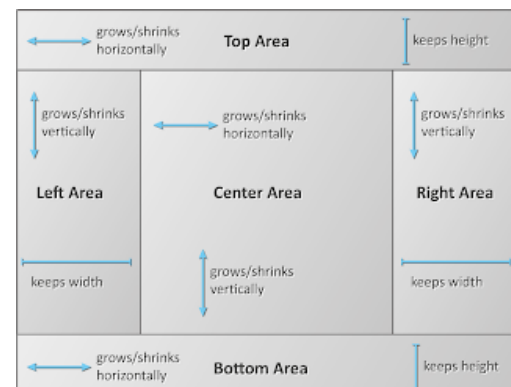 grows/shrinks
horizontally
Top Area
keeps height
grows/shrinks
vertically
grows/shrinks
horizontally
grows/shrinks
vertically
Left Area
Center Area
Right Area
keeps width
grows/shrinks
vertically
keeps width
grows/shrinks
horizontally
Bottom Area
keeps height